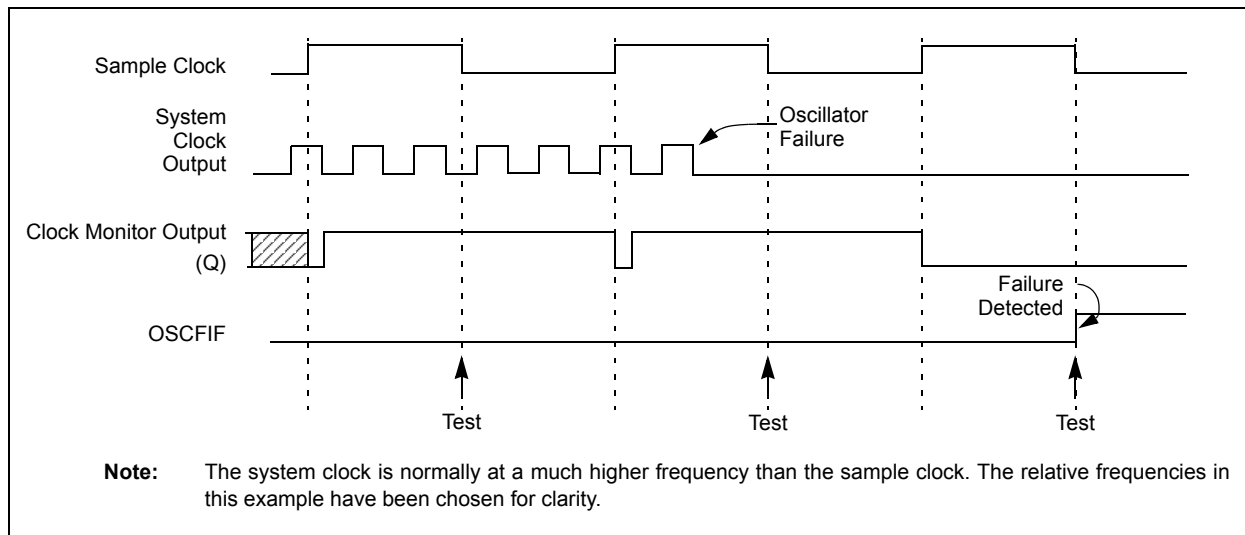 Sample Clock
System
Clock
Output
Oscillator
Failure
Clock Monitor Output
(Q)
Failure
Detected
OSCFIF
Test
Test
Test
Note: The system clock is normally at a much higher frequency than the sample clock. The relative frequencies in
this example have been chosen for clarity.